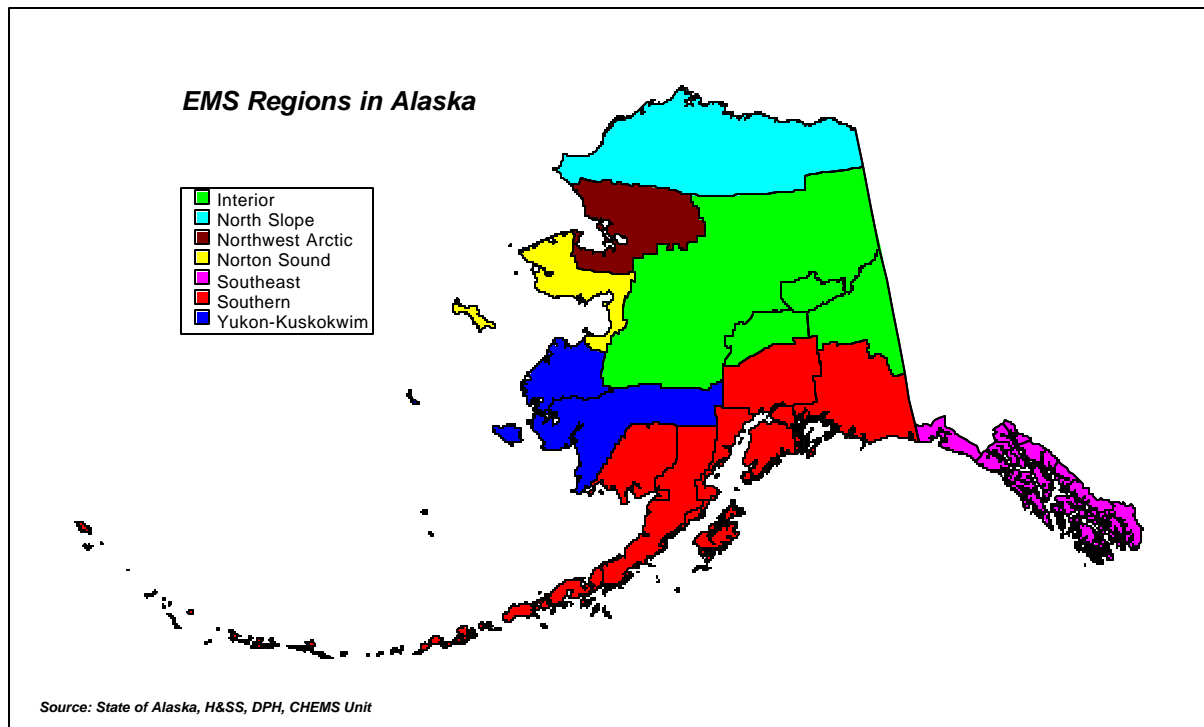 EMS Regions in Alaska
Interior
North Slope
Northwest Arctic
Norton Sound
Southeast
Southern
Yukon-Kuskokwim
Source: State of Alaska, H&SS, DPH, CHEMS Unit